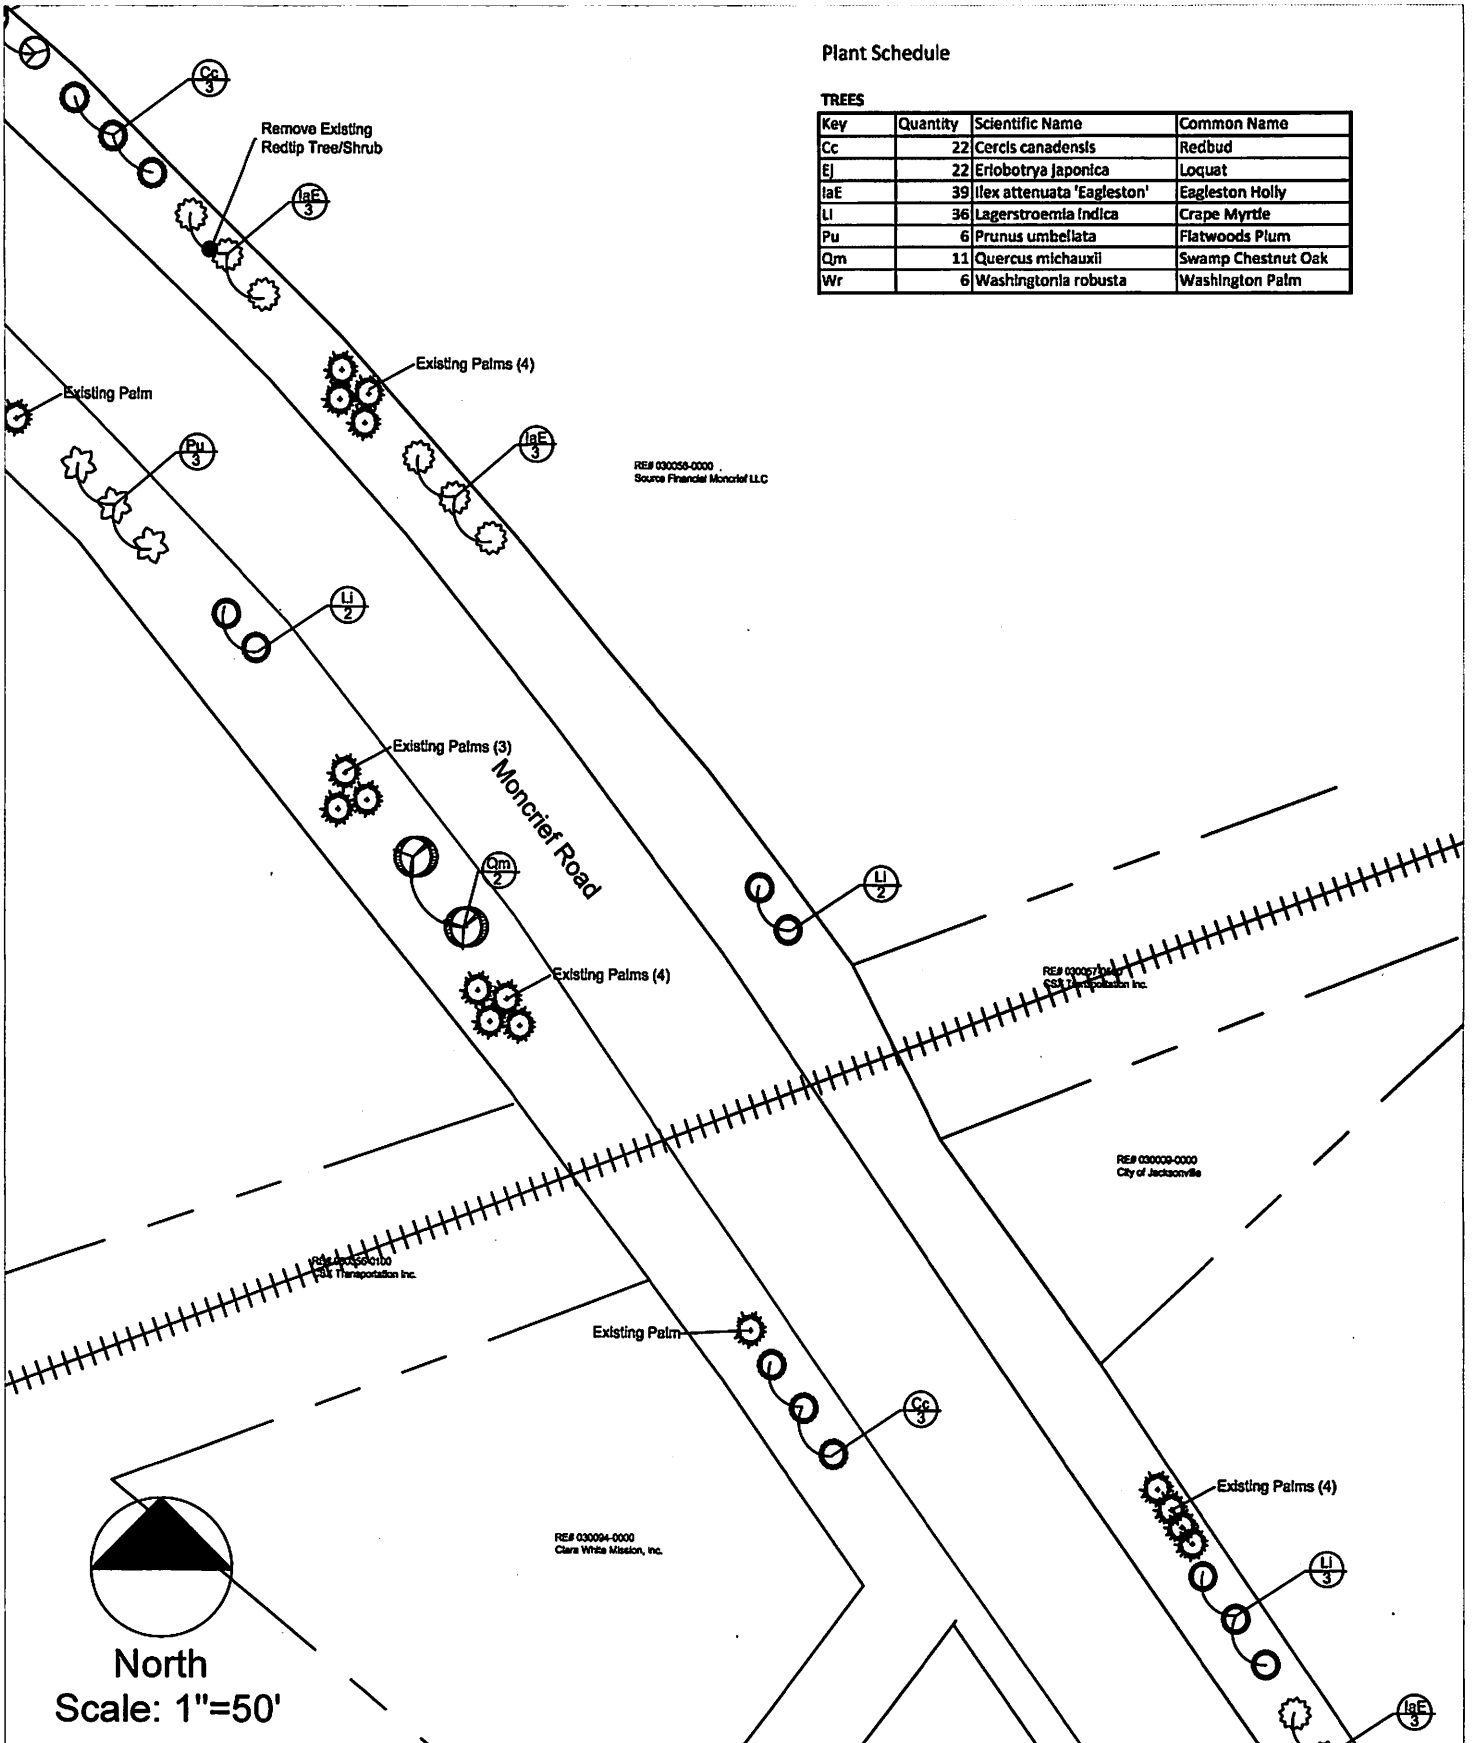 Plant Schedule
TREES
Key Quantity Scientific Name Common Name
Cc 22 Cercis canadensis Redbud
Ej 22 Eriobotrya japonica Loquat
IaE 39 Ilex attenuata 'Eagleston' Eagleston Holly
Li 36 Lagerstroemia indica Crape Myrtle
Pu 6 Prunus umbellata Flatwoods Plum
Qm 11 Quercus michauxii Swamp Chestnut Oak
Wr 6 Washingtonia robusta Washington Palm
Cc
3
Remove Existing
Redtip Tree/Shrub
IaE
3
Existing Palms (4)
Existing Palm
Pu
3
IaE
3
RE# 030058-0000
Source Financial Moncrief LLC
Li
2
Existing Palms (3)
Moncrief Road
Qm
2
Li
2
Existing Palms (4)
RE#
CSX Transportation Inc.
RE# 030009-0000
City of Jacksonville
RE#
CSX Transportation Inc.
Existing Palm
Cc
3
Existing Palms (4)
RE# 030094-0000
Clara White Mission, Inc.
Li
3
North
Scale: 1"=50'
IaE
3